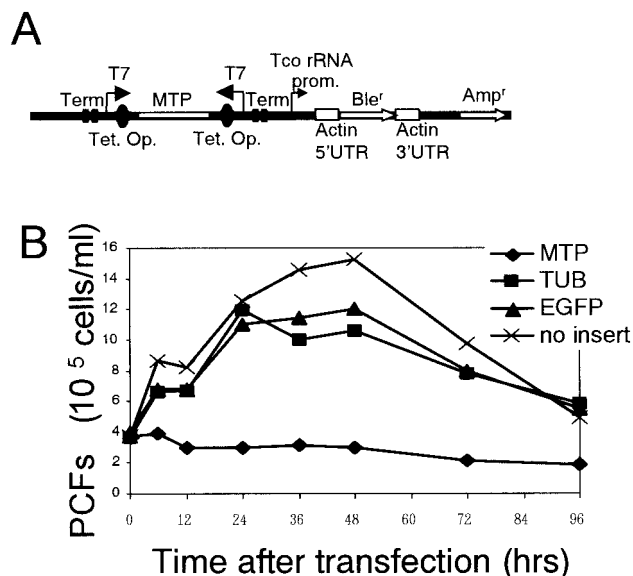 A
T7
T7
Tco rRNA
prom.
Term
MTP
Term
Bleʳ
Ampʳ
Tet. Op.
Tet. Op.
Actin
5'UTR
Actin
3'UTR
B
16
14
12
10
8
6
4
2
0
PCFs (10 ⁵ cells/ml)
MTP
TUB
EGFP
no insert
0 12 24 36 48 60 72 84 96
Time after transfection (hrs)